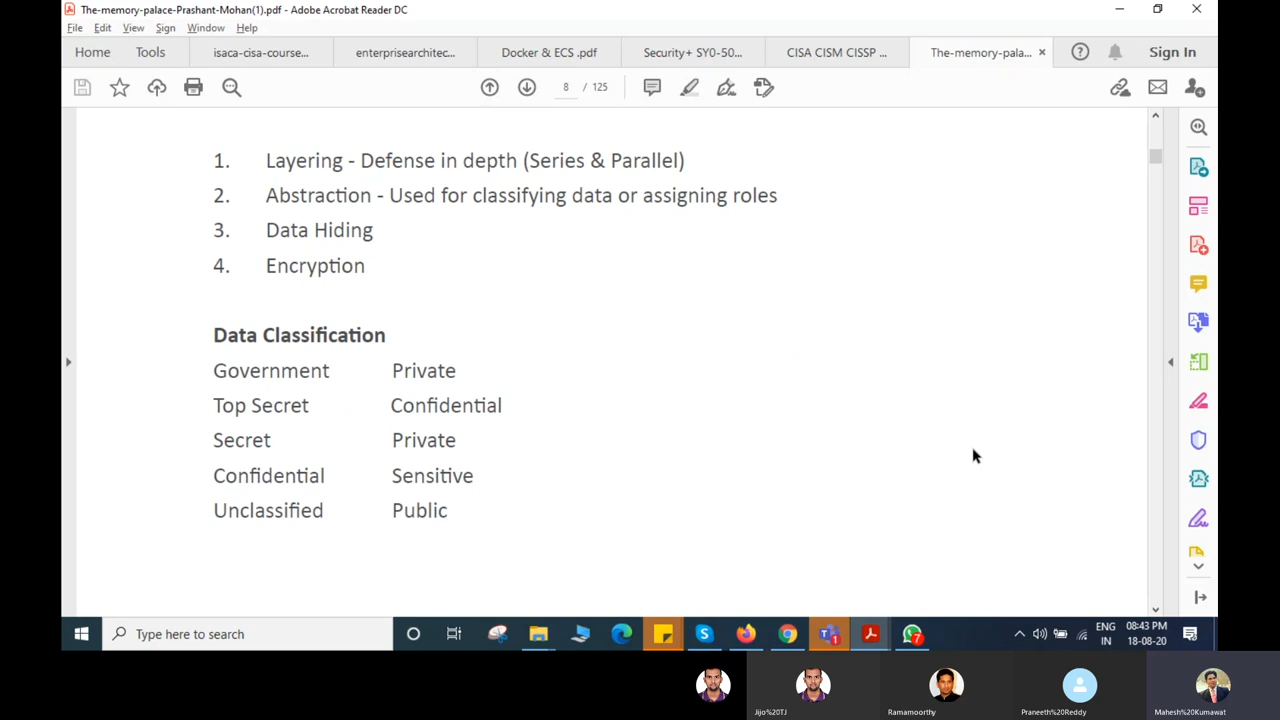 The-memory-palace-Prashant-Mohan(1).pdf - Adobe Acrobat Reader DC
File Edit View Sign Window Help
Home Tools isaca-cisa-course... enterprisearchitec... Docker & ECS .pdf Security+ SY0-50... CISA CISM CISSP ... The-memory-pala... × Sign In
8 / 125
1. Layering - Defense in depth (Series & Parallel)
2. Abstraction - Used for classifying data or assigning roles
3. Data Hiding
4. Encryption
Data Classification
Government Private
Top Secret Confidential
Secret Private
Confidential Sensitive
Unclassified Public
Type here to search
1
7
ENG
IN
08:43 PM
18-08-20
Jijo%20TJ
Ramamoorthy
Praneeth%20Reddy
Mahesh%20Kumawat